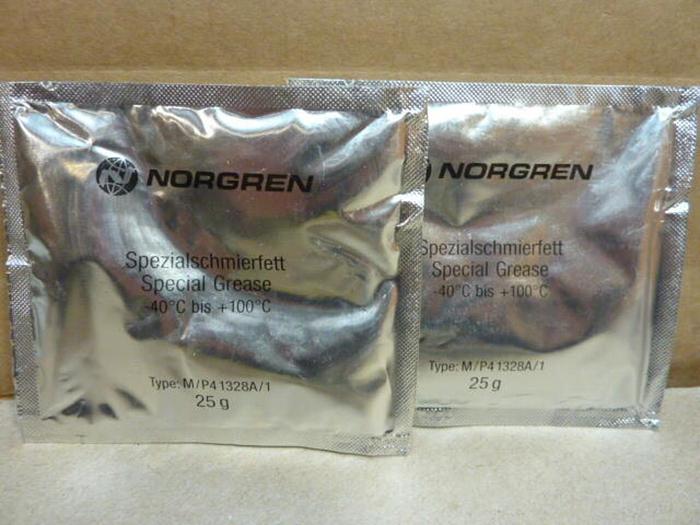 NORGREN
Spezialschmierfett
Special Grease
-40°C bis +100°C
Type: M/P41328A/1
25 g
NORGREN
Spezialschmierfett
Special Grease
-40°C bis +100°C
Type: M/P41328A/1
25 g